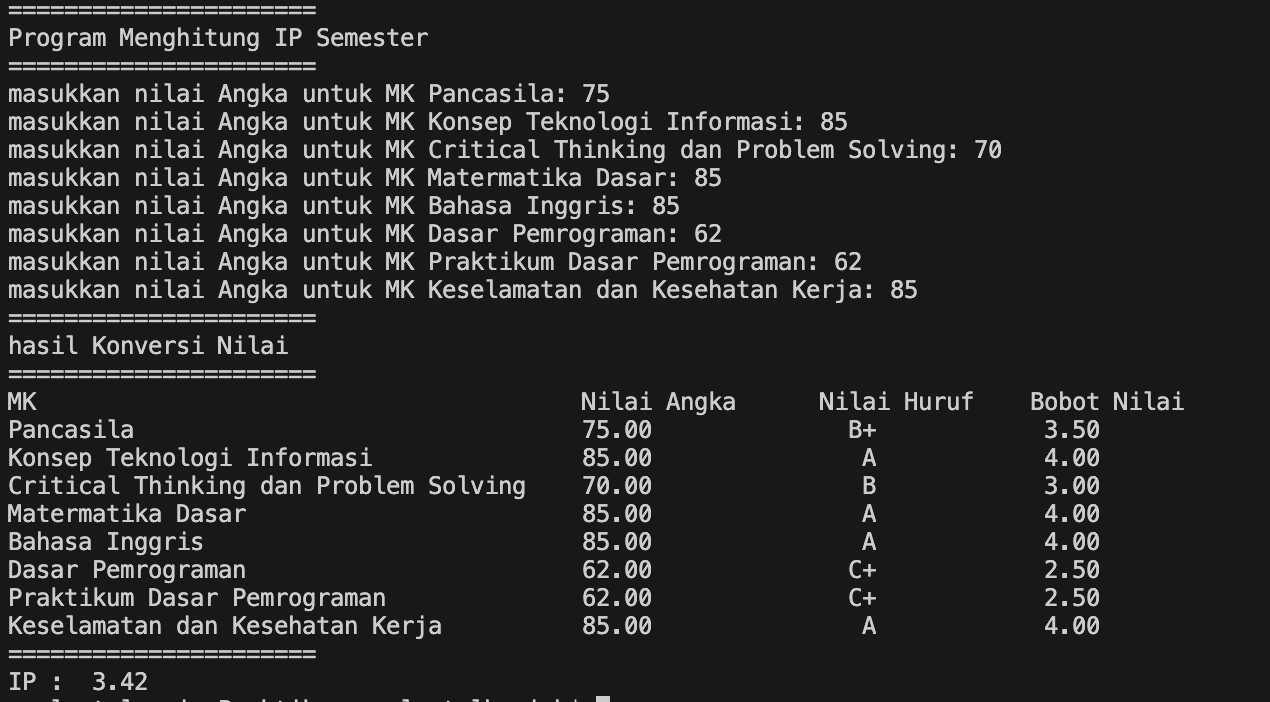 ======================
Program Menghitung IP Semester
======================
masukkan nilai Angka untuk MK Pancasila: 75
masukkan nilai Angka untuk MK Konsep Teknologi Informasi: 85
masukkan nilai Angka untuk MK Critical Thinking dan Problem Solving: 70
masukkan nilai Angka untuk MK Matermatika Dasar: 85
masukkan nilai Angka untuk MK Bahasa Inggris: 85
masukkan nilai Angka untuk MK Dasar Pemrograman: 62
masukkan nilai Angka untuk MK Praktikum Dasar Pemrograman: 62
masukkan nilai Angka untuk MK Keselamatan dan Kesehatan Kerja: 85
======================
hasil Konversi Nilai
======================
MK Nilai Angka Nilai Huruf Bobot Nilai
Pancasila 75.00 B+ 3.50
Konsep Teknologi Informasi 85.00 A 4.00
Critical Thinking dan Problem Solving 70.00 B 3.00
Matermatika Dasar 85.00 A 4.00
Bahasa Inggris 85.00 A 4.00
Dasar Pemrograman 62.00 C+ 2.50
Praktikum Dasar Pemrograman 62.00 C+ 2.50
Keselamatan dan Kesehatan Kerja 85.00 A 4.00
======================
IP : 3.42